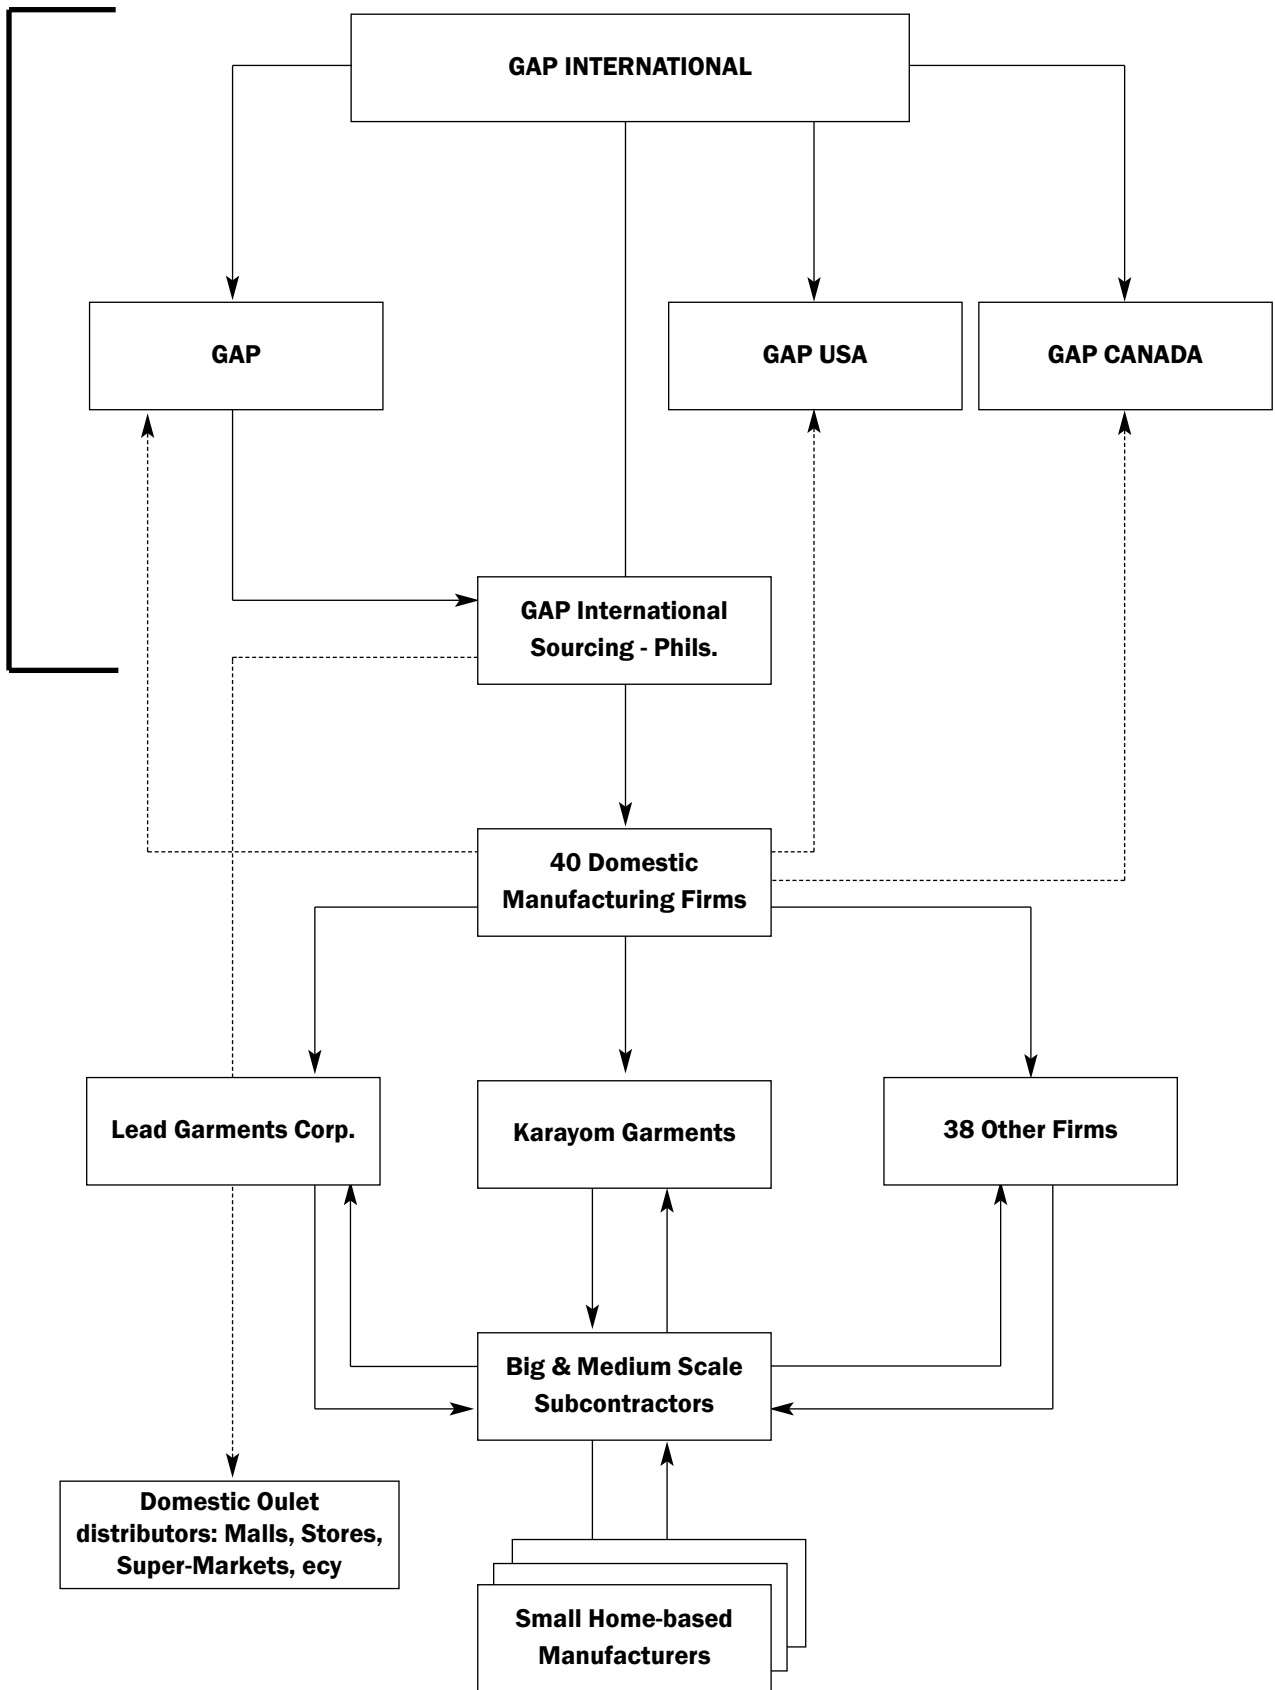 GAP INTERNATIONAL
GAP
GAP USA
GAP CANADA
GAP International
Sourcing - Phils.
40 Domestic
Manufacturing Firms
Lead Garments Corp.
Karayom Garments
38 Other Firms
Big & Medium Scale
Subcontractors
Domestic Oulet
distributors: Malls, Stores,
Super-Markets, ecy
Small Home-based
Manufacturers